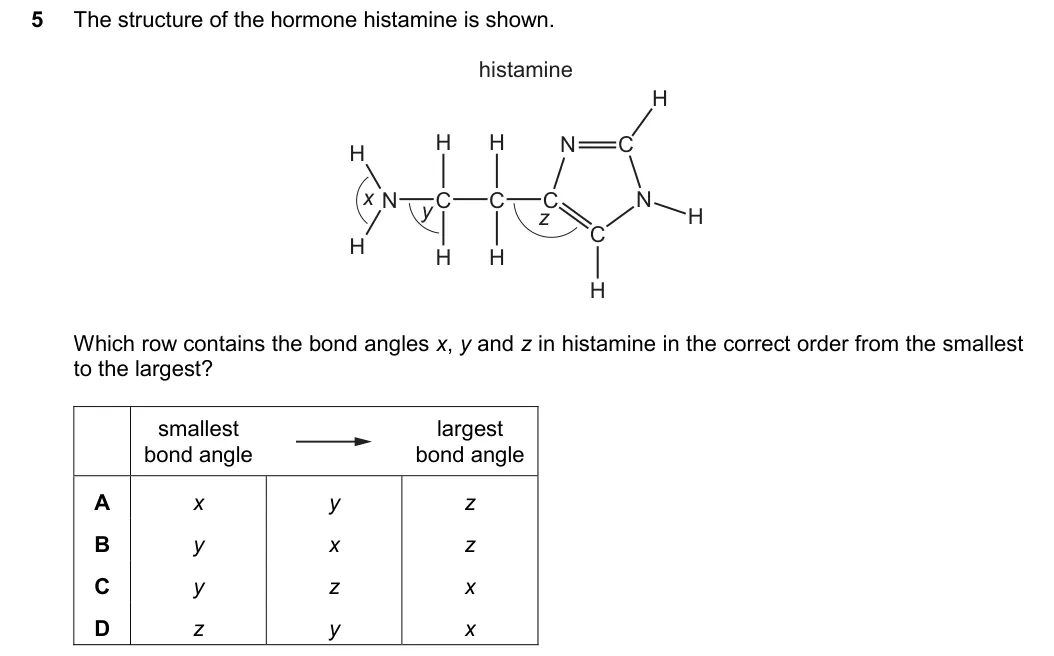 5 The structure of the hormone histamine is shown.
histamine
H
H H N C
H
x N C C C N H
y z
C
H
H H
H
Which row contains the bond angles x, y and z in histamine in the correct order from the smallest
to the largest?
smallest largest
bond angle bond angle
A x y z
B y x z
C y z x
D z y x